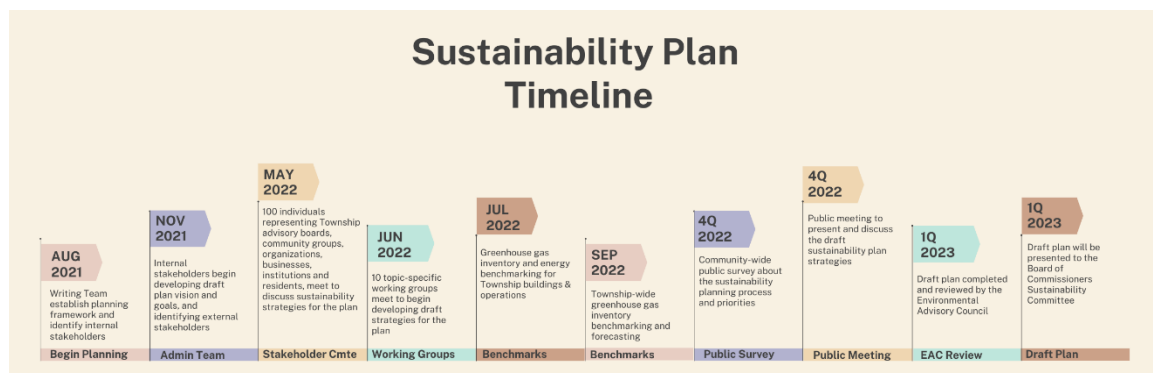 Sustainability Plan
Timeline
AUG
2021
Writing Team
establish planning
framework and
identify internal
stakeholders
Begin Planning
NOV
2021
Internal
stakeholders begin
developing draft
plan vision and
goals, and
identifying external
stakeholders
Admin Team
MAY
2022
100 individuals
representing Township
advisory boards,
community groups,
organizations,
businesses,
institutions and
residents, meet to
discuss sustainability
strategies for the plan
Stakeholder Cmte
JUN
2022
10 topic-specific
working groups
meet to begin
developing draft
strategies for the
plan
Working Groups
JUL
2022
Greenhouse gas
inventory and energy
benchmarking for
Township buildings &
operations
Benchmarks
SEP
2022
Township-wide
greenhouse gas
inventory
benchmarking and
forecasting
Benchmarks
4Q
2022
Community-wide
public survey about
the sustainability
planning process
and priorities
Public Survey
4Q
2022
Public meeting to
present and discuss
the draft
sustainability plan
strategies
Public Meeting
1Q
2023
Draft plan completed
and reviewed by the
Environmental
Advisory Council
EAC Review
1Q
2023
Draft plan will be
presented to the
Board of
Commissioners
Sustainability
Committee
Draft Plan